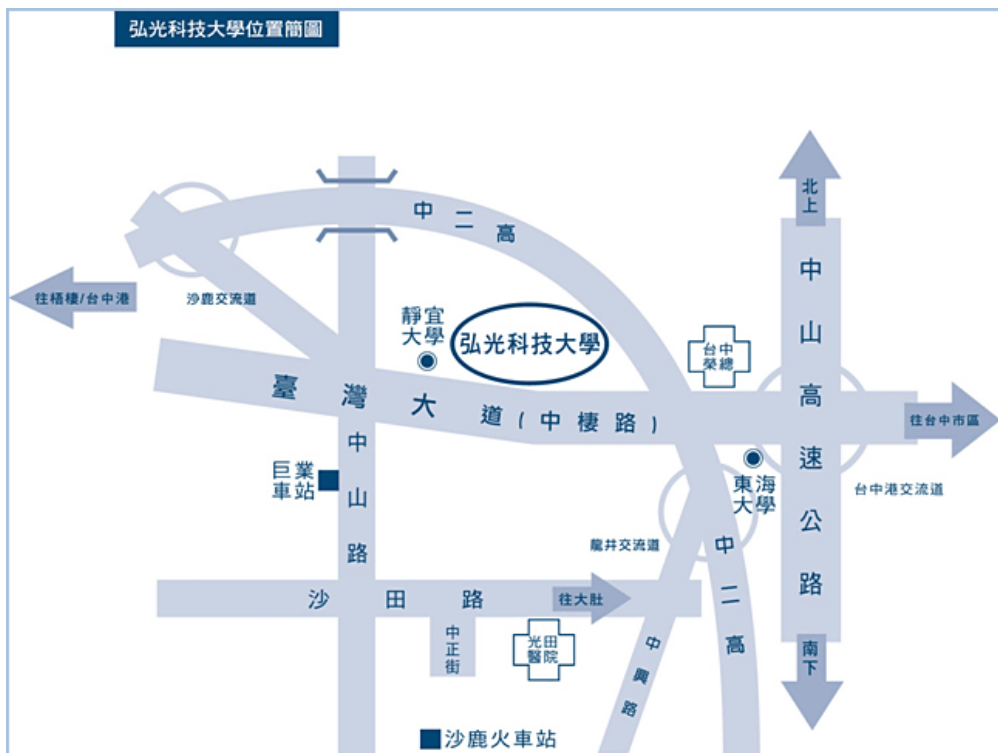 弘光科技大學位置簡圖
北上
中山高速公路
中二高
往梧棲/台中港
沙鹿交流道
靜宜
大學
弘光科技大學
台中
榮總
臺灣大道(中棲路)
往台中市區
巨業
車站
中山路
東海
大學
台中港交流道
龍井交流道
中二高
沙田路
往大肚
中正街
光田
醫院
中興路
南下
沙鹿火車站